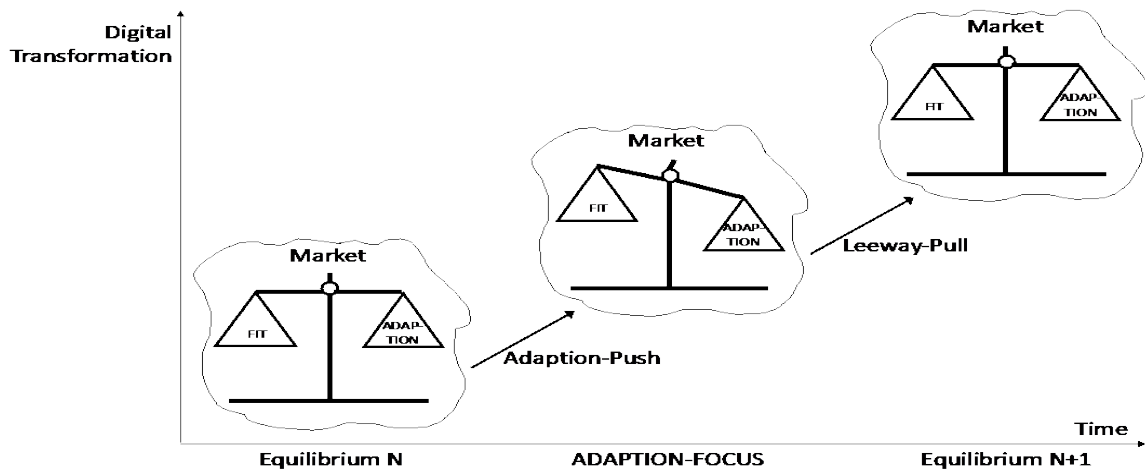 Digital
Transformation
Market
FIT
ADAP-
TION
Market
FIT
ADAP-
TION
Leeway-Pull
Market
FIT
ADAP-
TION
Adaption-Push
Time
Equilibrium N
ADAPTION-FOCUS
Equilibrium N+1